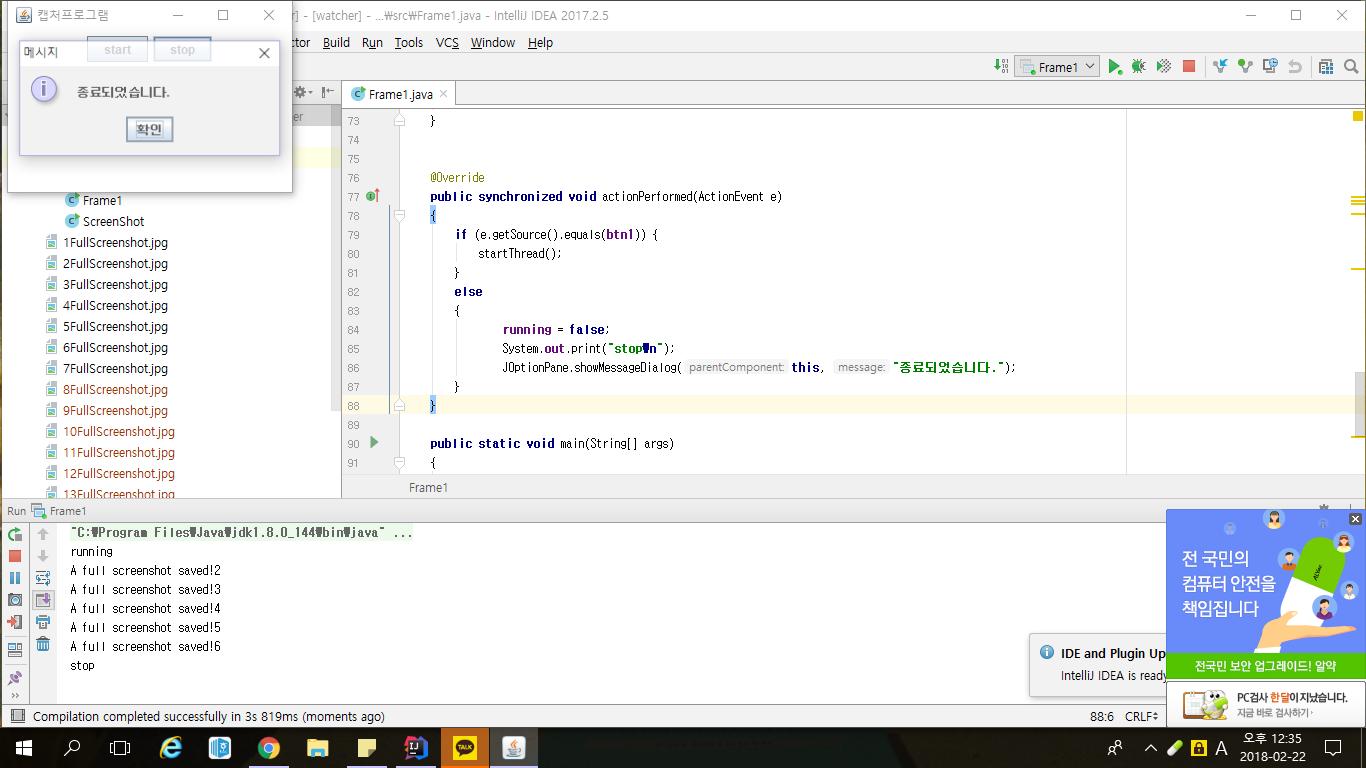 캡처프로그램
] - [watcher] - ...₩src₩Frame1.java - IntelliJ IDEA 2017.2.5
start
stop
메시지
종료되었습니다.
확인
Build Run Tools VCS Window Help
Frame1
Frame1.java
Frame1
ScreenShot
1FullScreenshot.jpg
2FullScreenshot.jpg
3FullScreenshot.jpg
4FullScreenshot.jpg
5FullScreenshot.jpg
6FullScreenshot.jpg
7FullScreenshot.jpg
8FullScreenshot.jpg
9FullScreenshot.jpg
10FullScreenshot.jpg
11FullScreenshot.jpg
12FullScreenshot.jpg
13FullScreenshot.jpg
73 }
74
75
76 @Override
77 public synchronized void actionPerformed(ActionEvent e)
78 {
79 if (e.getSource().equals(btn1)) {
80 startThread();
81 }
82 else
83 {
84 running = false;
85 System.out.print("stop₩n");
86 JOptionPane.showMessageDialog( parentComponent: this, message: "종료되었습니다.");
87 }
88 }
89
90 public static void main(String[] args)
91 {
Frame1
Run Frame1
"C:₩Program Files₩Java₩jdk1.8.0_144₩bin₩java" ...
running
A full screenshot saved!2
A full screenshot saved!3
A full screenshot saved!4
A full screenshot saved!5
A full screenshot saved!6
stop
IDE and Plugin Up
IntelliJ IDEA is ready
전 국민의
컴퓨터 안전을
책임집니다
전국민 보안 업그레이드! 알약
PC검사 한달이 지났습니다.
지금 바로 검사하기
Compilation completed successfully in 3s 819ms (moments ago)
88:6 CRLF
TALK
A
오후 12:35
2018-02-22